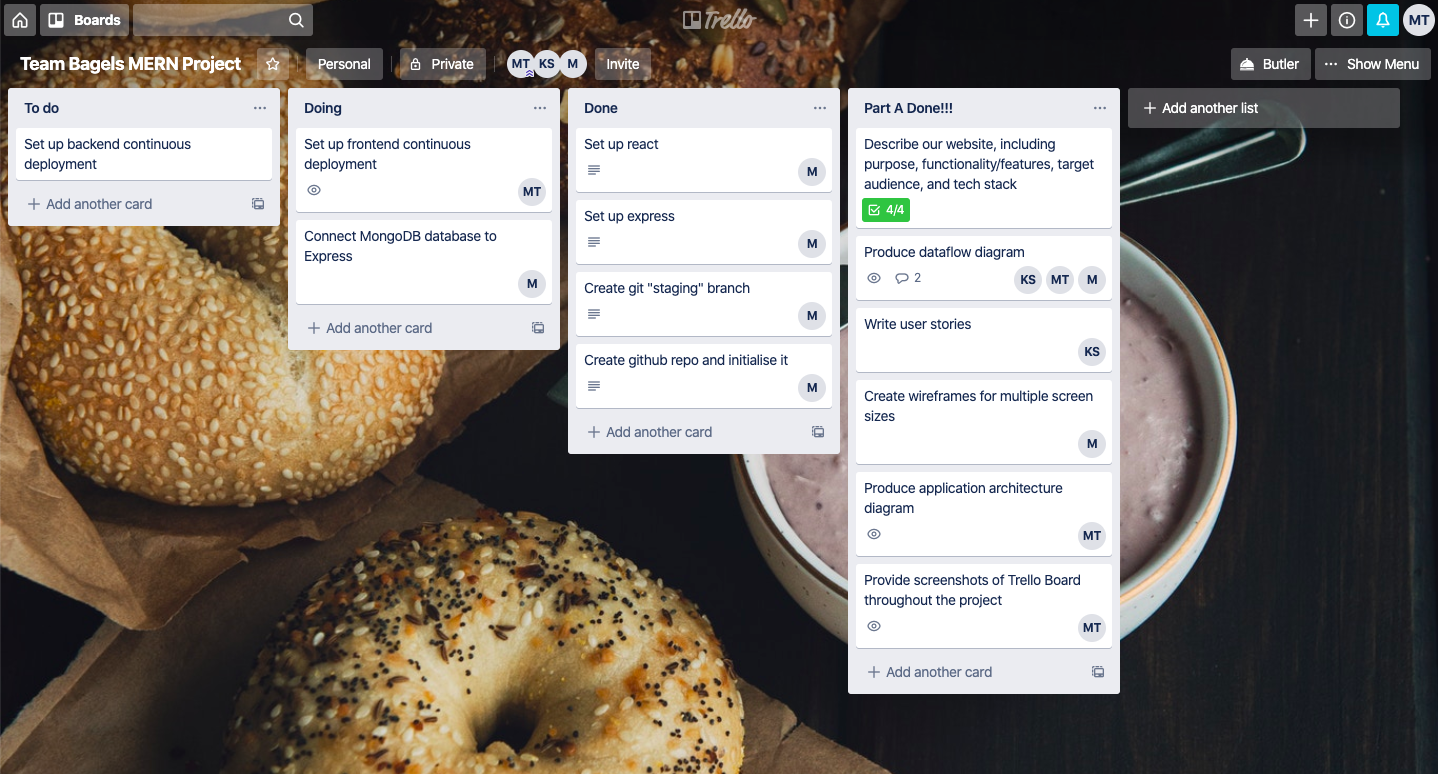 Boards
Trello
MT
Team Bagels MERN Project
Personal
Private
MT KS M
Invite
Butler
Show Menu
To do
Set up backend continuous
deployment
Add another card
Doing
Set up frontend continuous
deployment
MT
Connect MongoDB database to
Express
M
Add another card
Done
Set up react
M
Set up express
M
Create git "staging" branch
M
Create github repo and initialise it
M
Add another card
Part A Done!!!
Describe our website, including
purpose, functionality/features, target
audience, and tech stack
4/4
Produce dataflow diagram
2 KS MT M
Write user stories
KS
Create wireframes for multiple screen
sizes
M
Produce application architecture
diagram
MT
Provide screenshots of Trello Board
throughout the project
MT
Add another card
Add another list